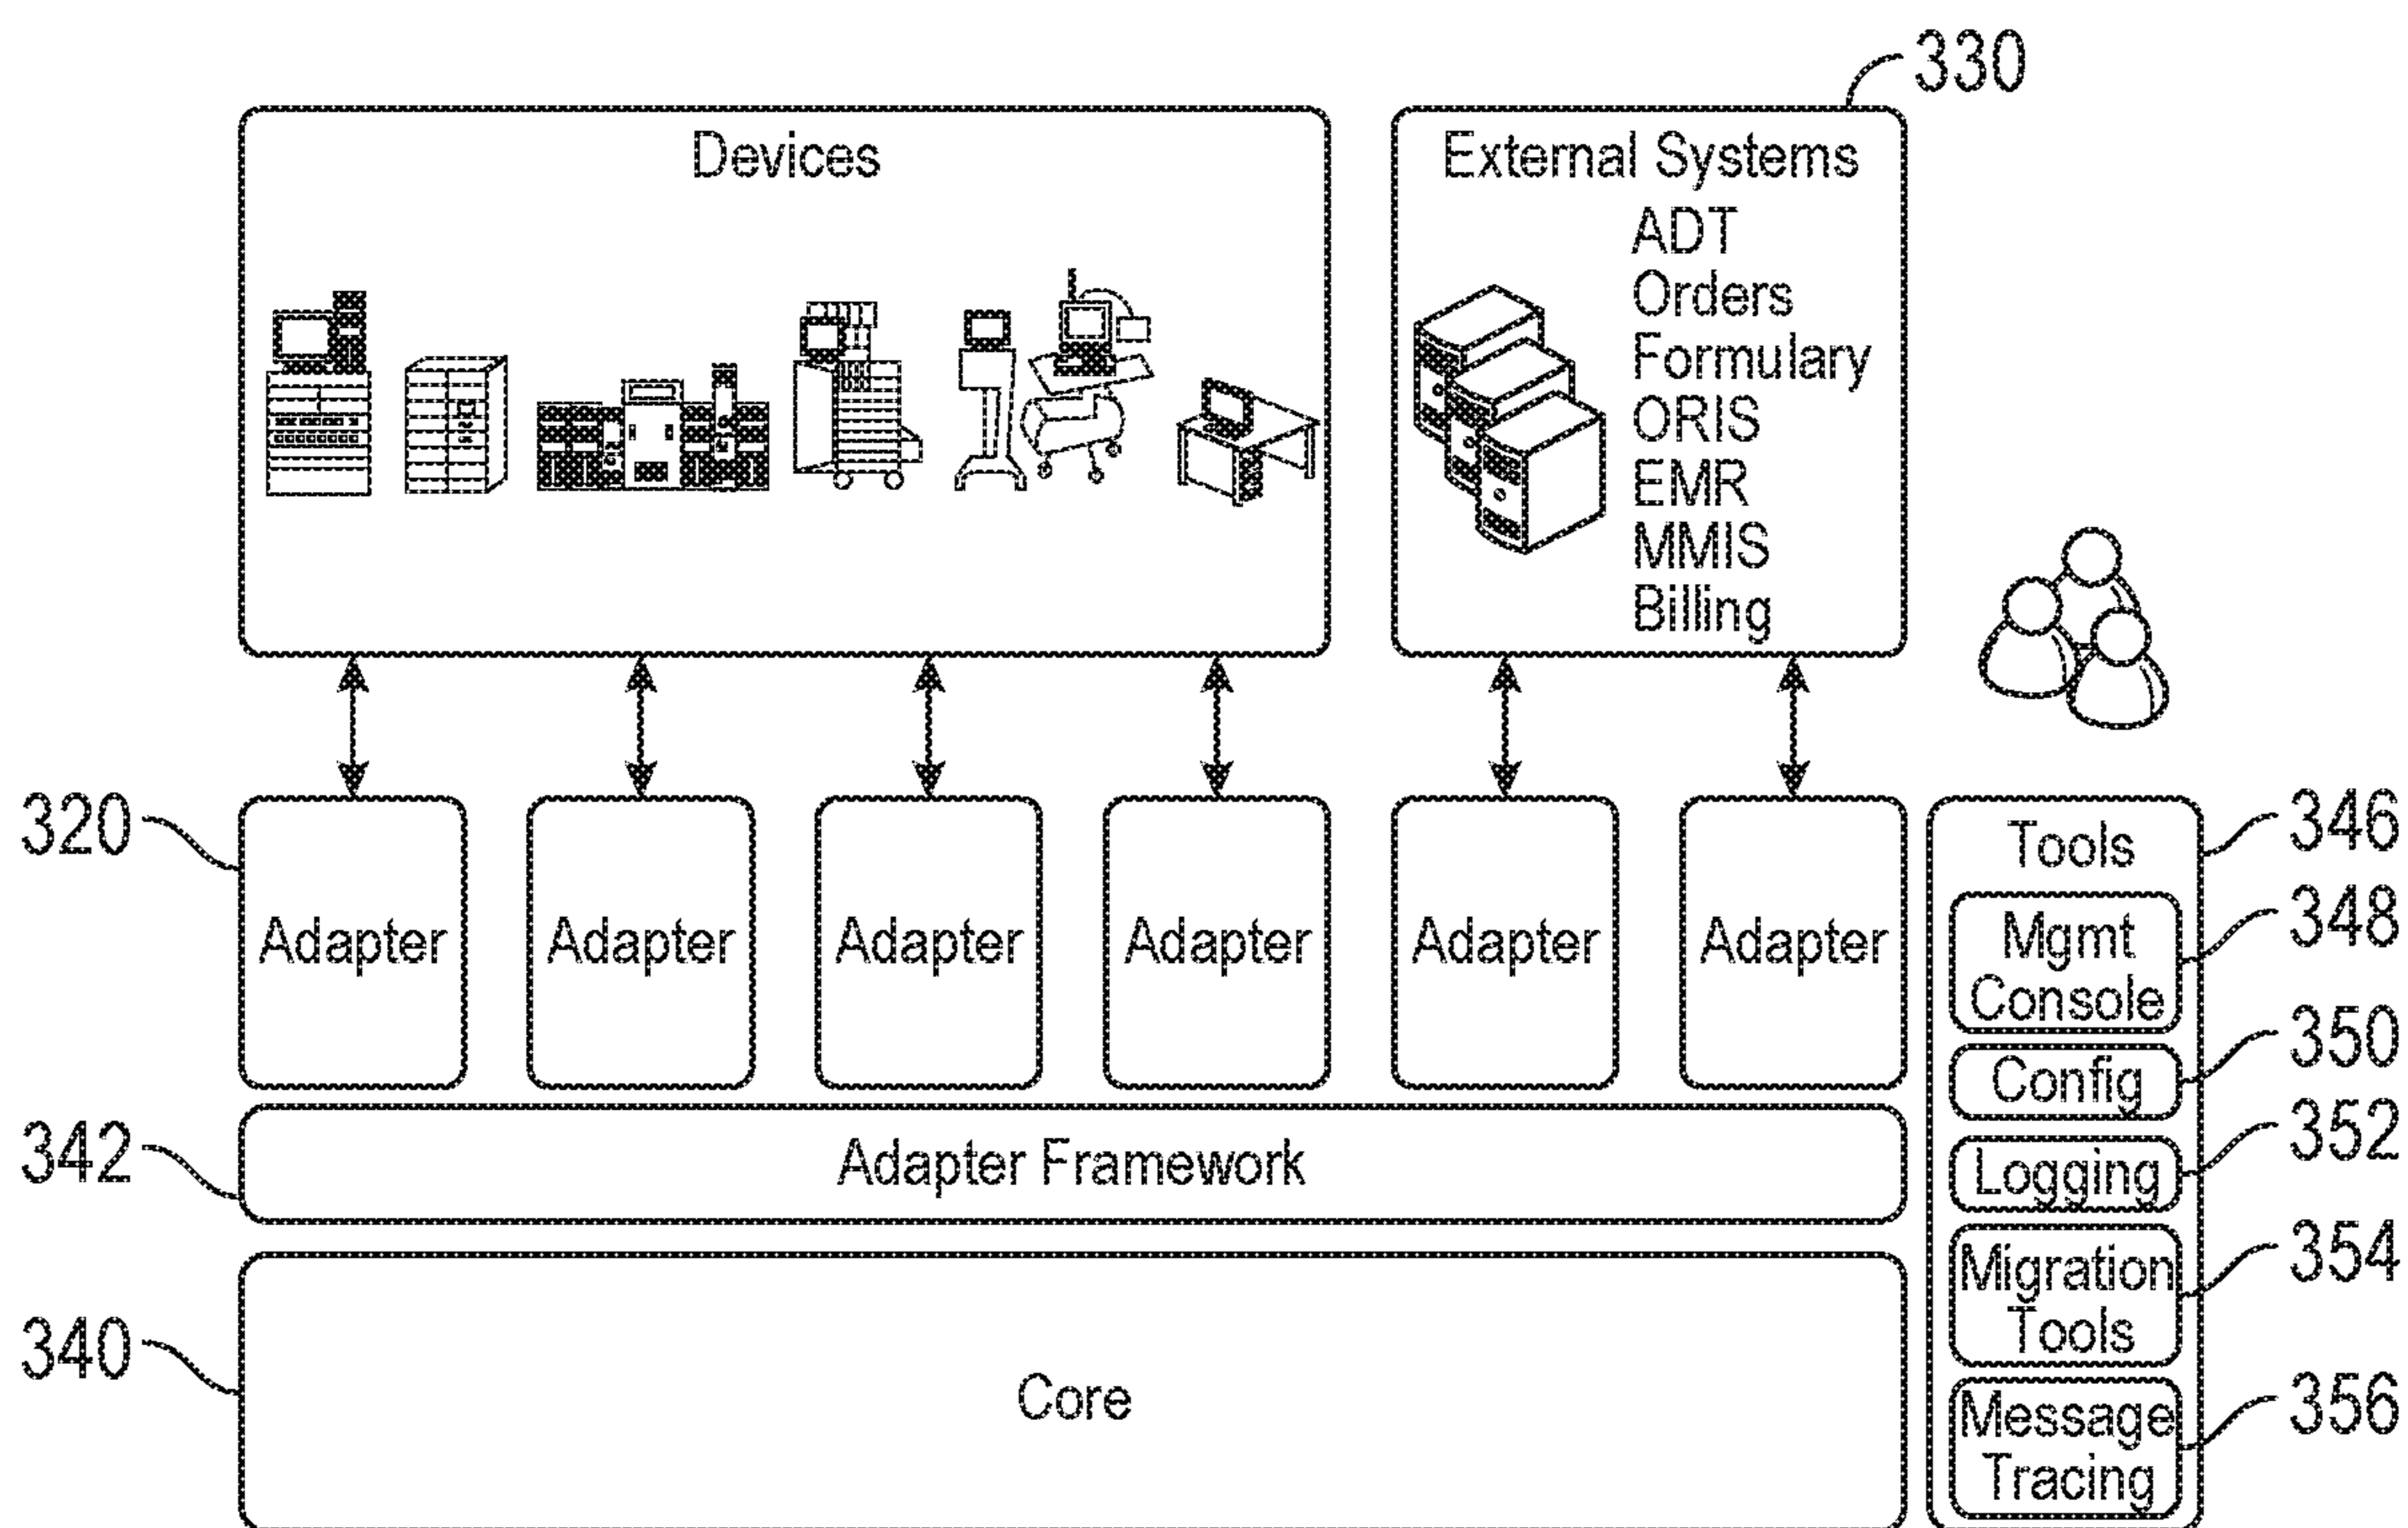 330
Devices
External Systems
ADT
Orders
Formulary
ORIS
EMR
MMIS
Billing
320
Adapter
Adapter
Adapter
Adapter
Adapter
Adapter
Tools
346
Mgmt
Console
348
Config
350
342
Adapter Framework
Logging
352
Migration
Tools
354
340
Core
Message
Tracing
356